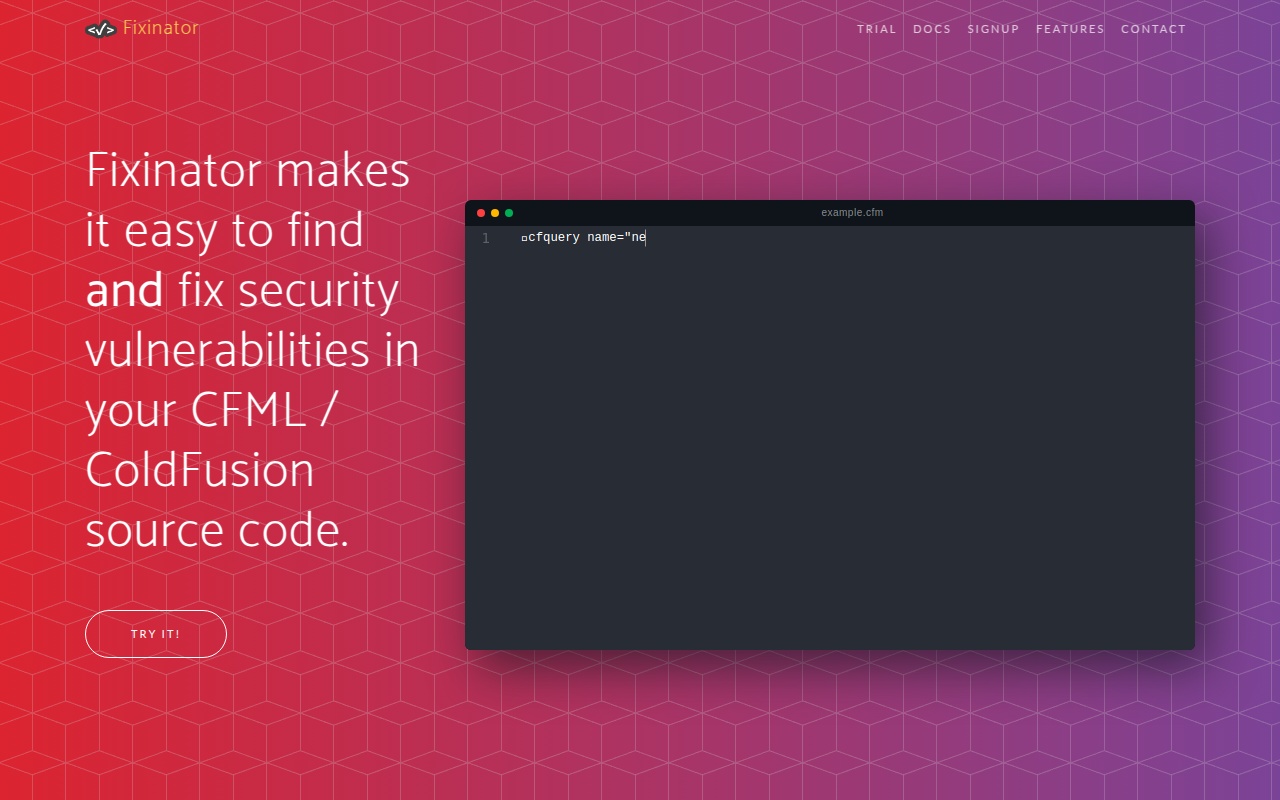 </> Fixinator
TRIAL DOCS SIGNUP FEATURES CONTACT
Fixinator makes
it easy to find
and fix security
vulnerabilities in
your CFML /
ColdFusion
source code.
TRY IT!
example.cfm
1 cfquery name="ne